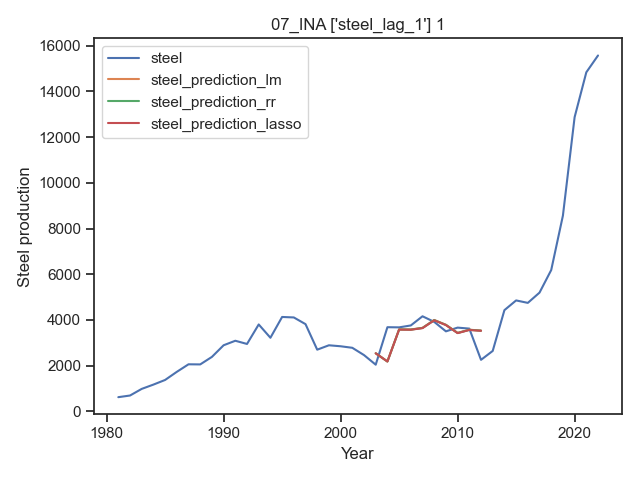 07_INA ['steel_lag_1'] 1
16000
14000
12000
10000
8000
6000
4000
2000
0
Steel production
steel
steel_prediction_lm
steel_prediction_rr
steel_prediction_lasso
1980 1990 2000 2010 2020
Year